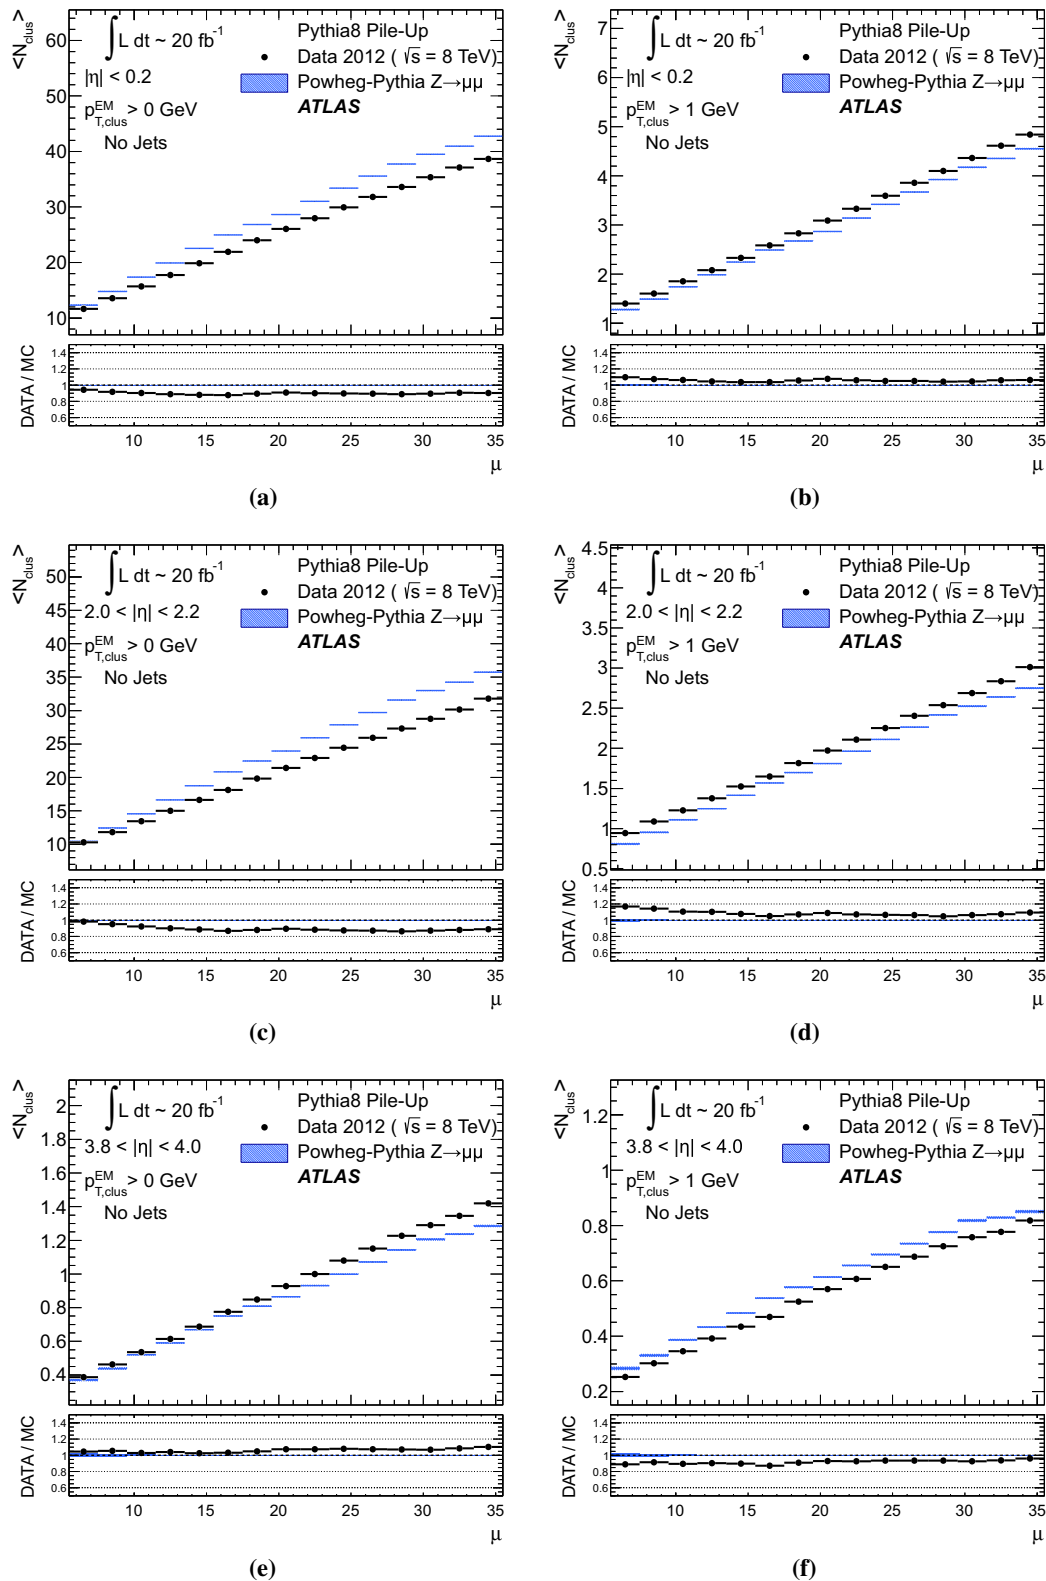 <N_clus>
∫L dt ~ 20 fb⁻¹
Pythia8 Pile-Up
Data 2012 ( √s = 8 TeV)
|η| < 0.2
Powheg-Pythia Z→μμ
p_T,clus^EM > 0 GeV
ATLAS
No Jets
60
50
40
30
20
10
DATA / MC
1.4
1.2
1
0.8
0.6
10 15 20 25 30 35
μ
(a)
<N_clus>
∫L dt ~ 20 fb⁻¹
Pythia8 Pile-Up
Data 2012 ( √s = 8 TeV)
|η| < 0.2
Powheg-Pythia Z→μμ
p_T,clus^EM > 1 GeV
ATLAS
No Jets
7
6
5
4
3
2
1
DATA / MC
1.4
1.2
1
0.8
0.6
10 15 20 25 30 35
μ
(b)
<N_clus>
∫L dt ~ 20 fb⁻¹
Pythia8 Pile-Up
Data 2012 ( √s = 8 TeV)
2.0 < |η| < 2.2
Powheg-Pythia Z→μμ
p_T,clus^EM > 0 GeV
ATLAS
No Jets
50
45
40
35
30
25
20
15
10
DATA / MC
1.4
1.2
1
0.8
0.6
10 15 20 25 30 35
μ
(c)
<N_clus>
∫L dt ~ 20 fb⁻¹
Pythia8 Pile-Up
Data 2012 ( √s = 8 TeV)
2.0 < |η| < 2.2
Powheg-Pythia Z→μμ
p_T,clus^EM > 1 GeV
ATLAS
No Jets
4.5
4
3.5
3
2.5
2
1.5
1
0.5
DATA / MC
1.4
1.2
1
0.8
0.6
10 15 20 25 30 35
μ
(d)
<N_clus>
∫L dt ~ 20 fb⁻¹
Pythia8 Pile-Up
Data 2012 ( √s = 8 TeV)
3.8 < |η| < 4.0
Powheg-Pythia Z→μμ
p_T,clus^EM > 0 GeV
ATLAS
No Jets
2
1.8
1.6
1.4
1.2
1
0.8
0.6
0.4
DATA / MC
1.4
1.2
1
0.8
0.6
10 15 20 25 30 35
μ
(e)
<N_clus>
∫L dt ~ 20 fb⁻¹
Pythia8 Pile-Up
Data 2012 ( √s = 8 TeV)
3.8 < |η| < 4.0
Powheg-Pythia Z→μμ
p_T,clus^EM > 1 GeV
ATLAS
No Jets
1.2
1
0.8
0.6
0.4
0.2
DATA / MC
1.4
1.2
1
0.8
0.6
10 15 20 25 30 35
μ
(f)